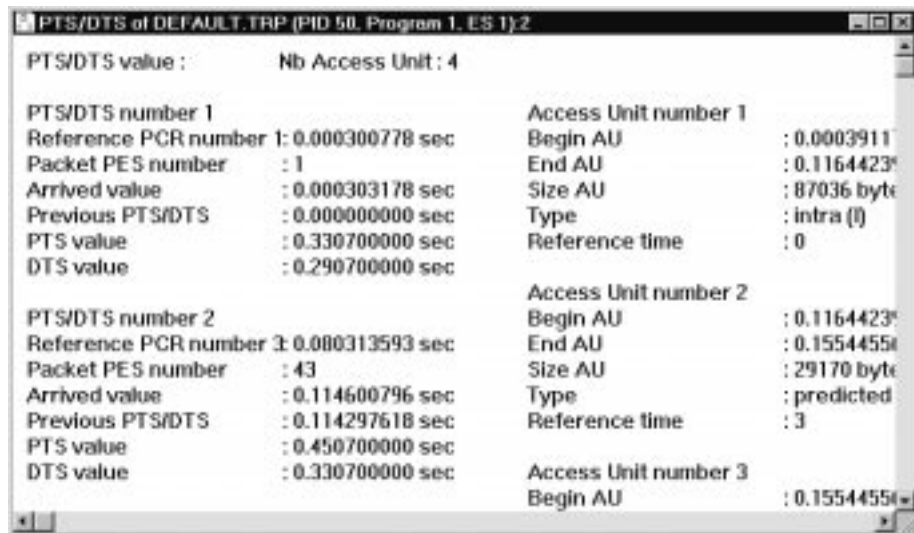 PTS/DTS of DEFAULT.TRP (PID 50, Program 1, ES 1):2
PTS/DTS value : Nb Access Unit : 4
PTS/DTS number 1
Reference PCR number 1: 0.000300778 sec
Packet PES number : 1
Arrived value : 0.000303178 sec
Previous PTS/DTS : 0.000000000 sec
PTS value : 0.330700000 sec
DTS value : 0.290700000 sec
PTS/DTS number 2
Reference PCR number 3: 0.080313593 sec
Packet PES number : 43
Arrived value : 0.114600796 sec
Previous PTS/DTS : 0.114297618 sec
PTS value : 0.450700000 sec
DTS value : 0.330700000 sec
Access Unit number 1
Begin AU : 0.00039117
End AU : 0.1164423
Size AU : 87036 byte
Type : intra (I)
Reference time : 0
Access Unit number 2
Begin AU : 0.1164423
End AU : 0.1554455
Size AU : 29170 byte
Type : predicted
Reference time : 3
Access Unit number 3
Begin AU : 0.1554455